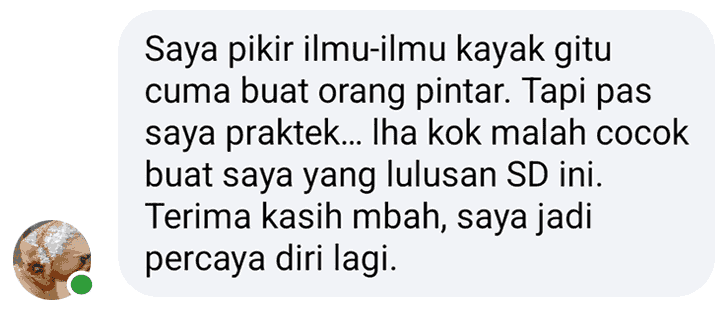 Saya pikir ilmu-ilmu kayak gitu
cuma buat orang pintar. Tapi pas
saya praktek... lha kok malah cocok
buat saya yang lulusan SD ini.
Terima kasih mbah, saya jadi
percaya diri lagi.